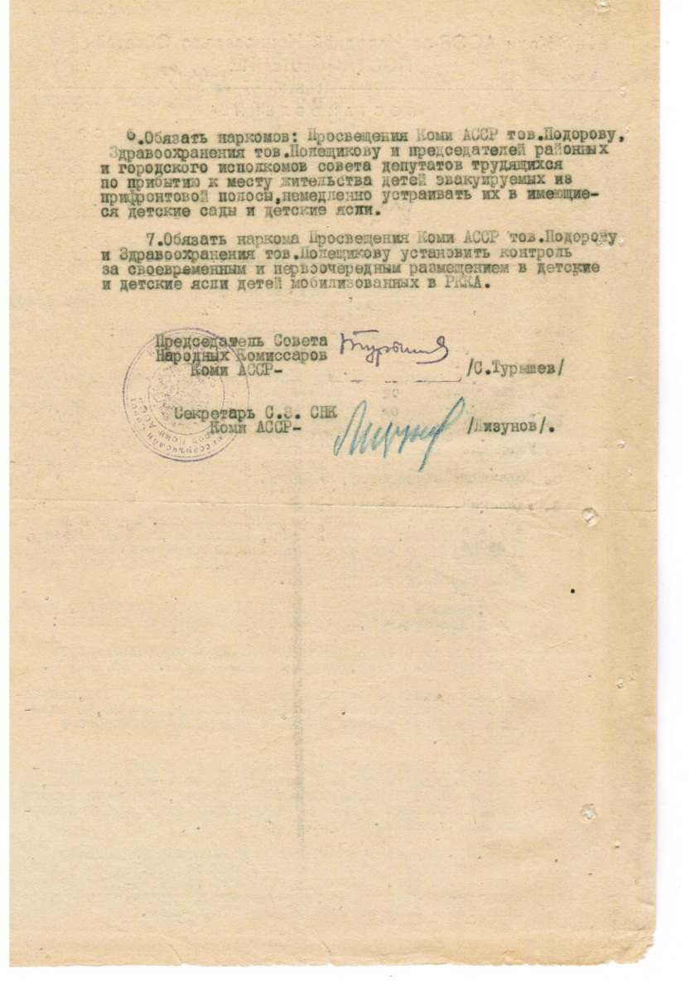 6.Обязать наркомов: Просвещения Коми АССР тов.Подорову,
Здравоохранения тов.Полещикову и председателей районных
и городского исполкомов совета депутатов трудящихся
по прибытию к месту жительства детей эвакуируемых из
прифронтовой полосы,немедленно устраивать их в имеющие-
ся детские сады и детские ясли.
7.Обязать наркома Просвещения Коми АССР тов.Подорову
и Здравоохранения тов.Полещикову установить контроль
за своевременным и первоочередным размещением в детские
и детские ясли детей мобилизованных в РККА.
Председатель Совета
Народных Комиссаров
Коми АССР-
/С.Турышев/
Секретарь С.З. СНК
Коми АССР-
/Лизунов/.